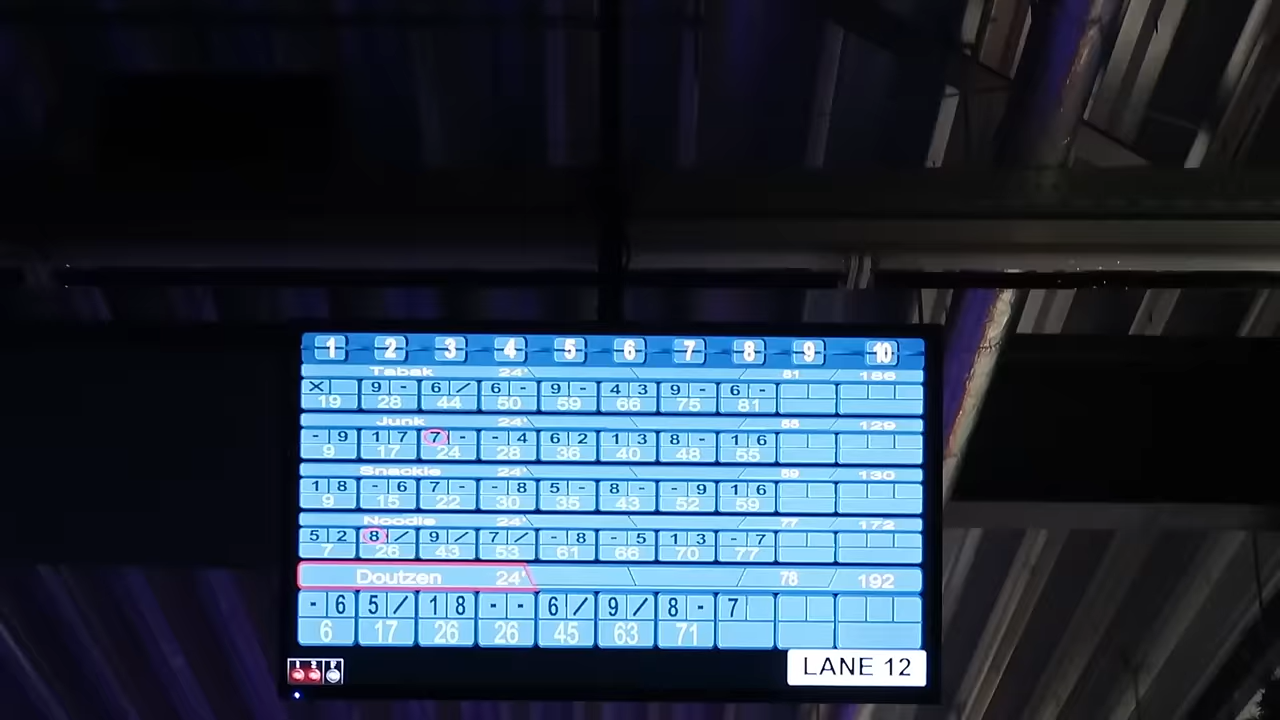 1 2 3 4 5 6 7 8 9 10
Tabak 24' 81 186
X 9 - 6 / 6 - 9 - 4 3 9 - 6 -
19 28 44 50 59 66 75 81
Junk 24' 55 129
- 9 1 7 7 - - 4 6 2 1 3 8 - 1 6
9 17 24 28 36 40 48 55
Snackie 24' 59 130
1 8 - 6 7 - - 8 5 - 8 - - 9 1 6
9 15 22 30 35 43 52 59
Noodle 24' 77 172
5 2 8 / 9 / 7 / - 8 - 5 1 3 - 7
7 26 43 53 61 66 70 77
Doutzen 24' 78 192
- 6 5 / 1 8 - - 6 / 9 / 8 - 7
6 17 26 26 45 63 71
1 2 F
LANE 12